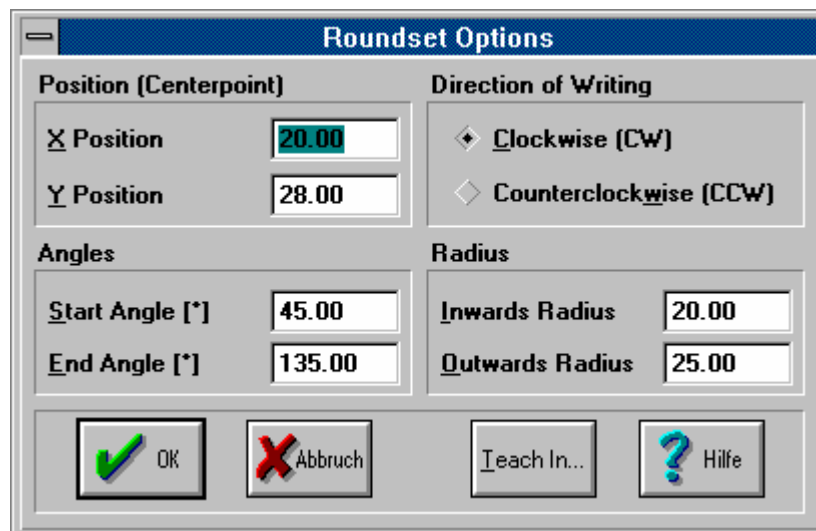 Roundset Options
Position (Centerpoint)
X Position 20.00
Y Position 28.00
Direction of Writing
Clockwise (CW)
Counterclockwise (CCW)
Angles
Start Angle [°] 45.00
End Angle [°] 135.00
Radius
Inwards Radius 20.00
Outwards Radius 25.00
OK Abbruch Teach In... Hilfe